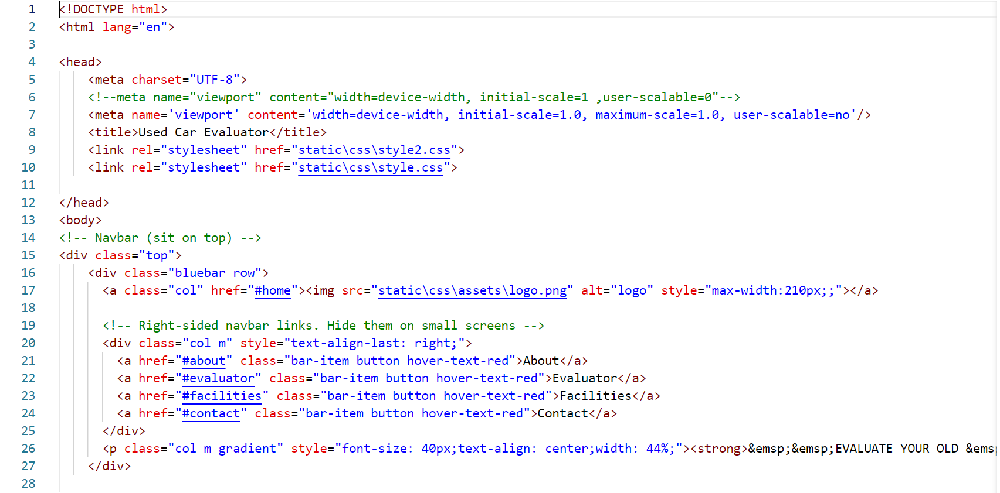 1 <!DOCTYPE html>
2 <html lang="en">
3
4 <head>
5 <meta charset="UTF-8">
6 <!--meta name="viewport" content="width=device-width, initial-scale=1 ,user-scalable=0"-->
7 <meta name='viewport' content='width=device-width, initial-scale=1.0, maximum-scale=1.0, user-scalable=no'/>
8 <title>Used Car Evaluator</title>
9 <link rel="stylesheet" href="static\css\style2.css">
10 <link rel="stylesheet" href="static\css\style.css">
11
12 </head>
13 <body>
14 <!-- Navbar (sit on top) -->
15 <div class="top">
16 <div class="bluebar row">
17 <a class="col" href="#home"><img src="static\css\assets\logo.png" alt="logo" style="max-width:210px;;"></a>
18
19 <!-- Right-sided navbar links. Hide them on small screens -->
20 <div class="col m" style="text-align-last: right;">
21 <a href="#about" class="bar-item button hover-text-red">About</a>
22 <a href="#evaluator" class="bar-item button hover-text-red">Evaluator</a>
23 <a href="#facilities" class="bar-item button hover-text-red">Facilities</a>
24 <a href="#contact" class="bar-item button hover-text-red">Contact</a>
25 </div>
26 <p class="col m gradient" style="font-size: 40px;text-align: center;width: 44%;"><strong>&emsp;&emsp;EVALUATE YOUR OLD &ems
27 </div>
28